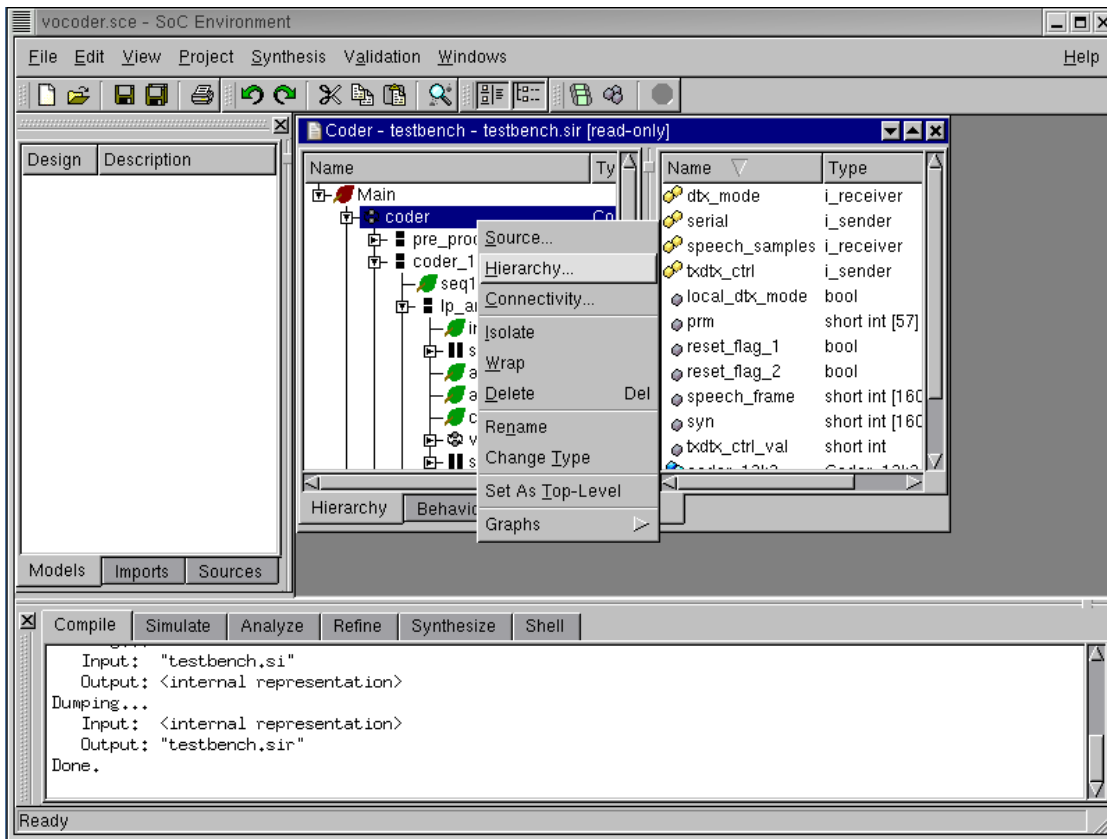 vocoder.sce - SoC Environment
File Edit View Project Synthesis Validation Windows Help
Coder - testbench - testbench.sir [read-only]
Design Description
Name Ty
Main
coder Co
pre_proc
coder_1
seq1
lp_a
Source...
Hierarchy...
Connectivity...
Isolate
Wrap
Delete Del
Rename
Change Type
Set As Top-Level
Graphs
Name Type
dtx_mode i_receiver
serial i_sender
speech_samples i_receiver
txdtx_ctrl i_sender
local_dtx_mode bool
prm short int [57]
reset_flag_1 bool
reset_flag_2 bool
speech_frame short int [160
syn short int [160
txdtx_ctrl_val short int
Hierarchy Behavio
Models Imports Sources
Compile Simulate Analyze Refine Synthesize Shell
Input: "testbench.si"
Output: <internal representation>
Dumping...
Input: <internal representation>
Output: "testbench.sir"
Done.
Ready